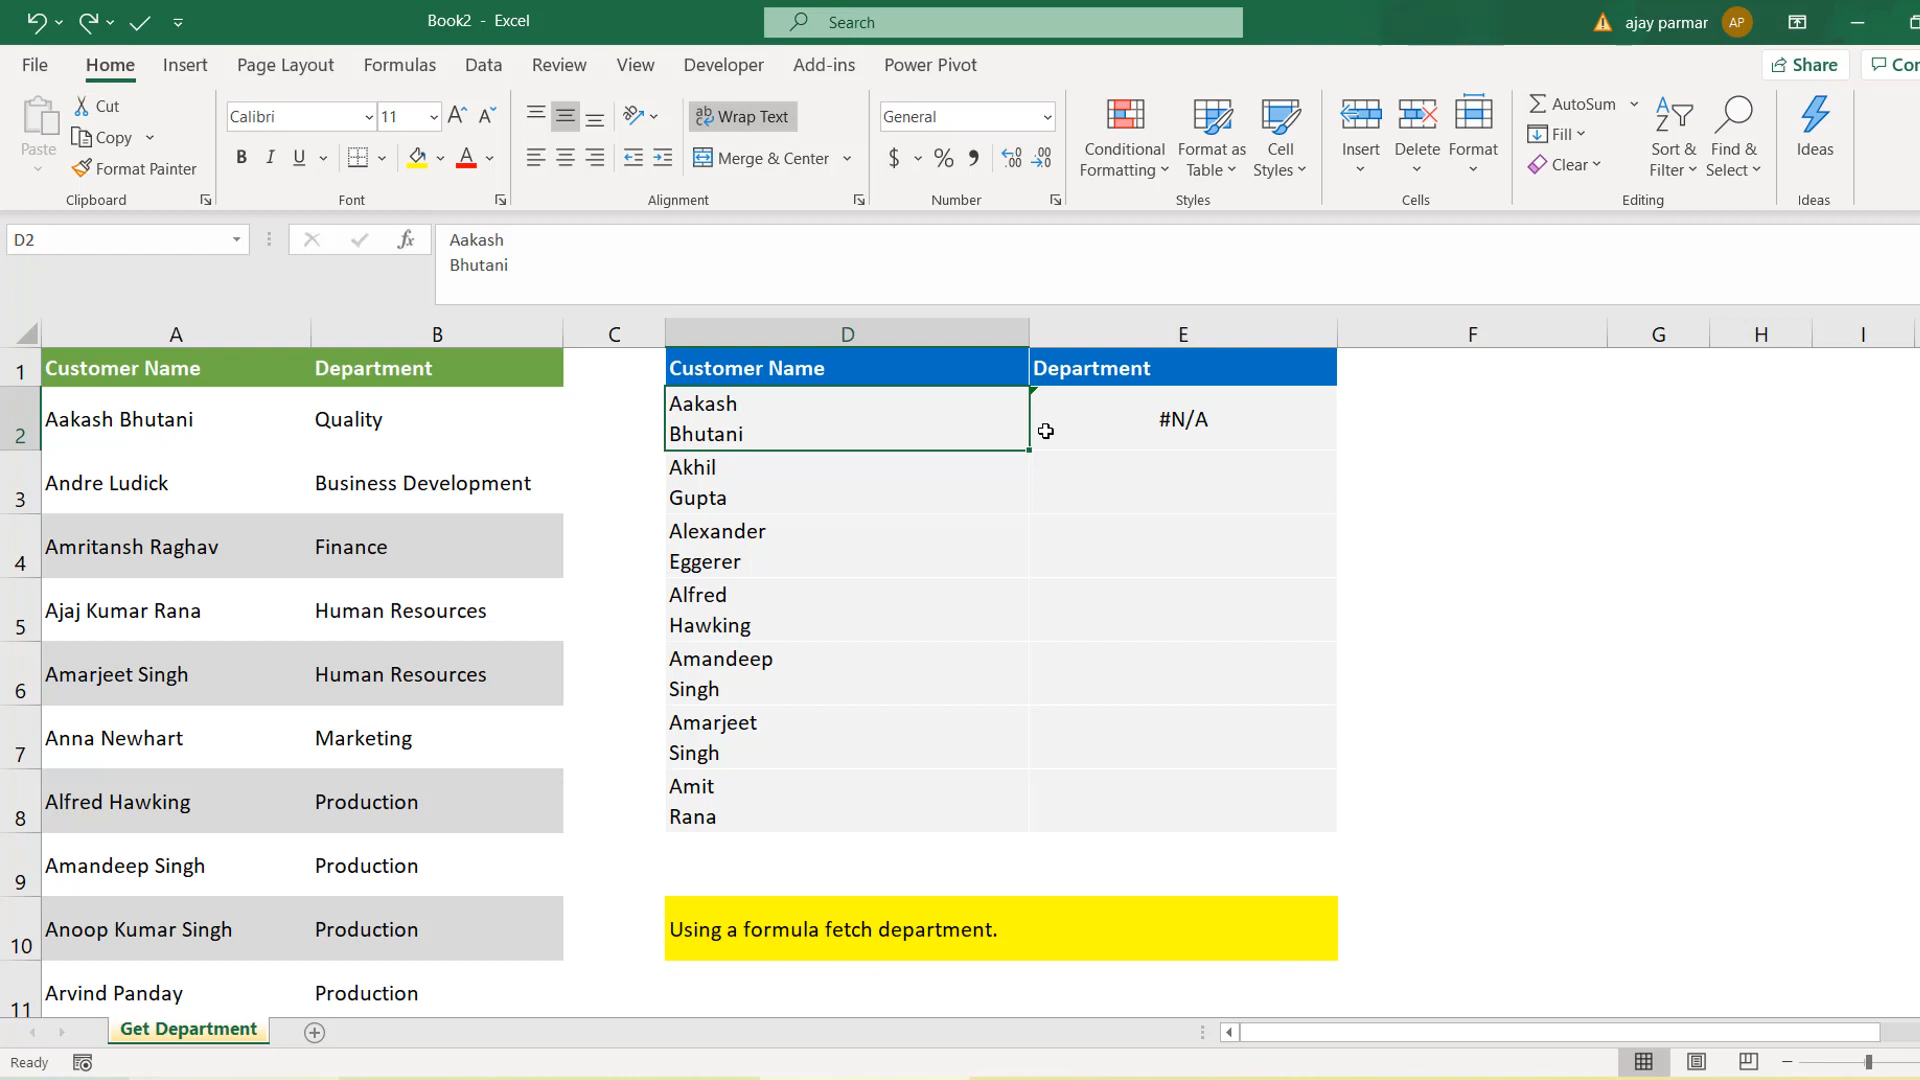 Book2 - Excel
Search
ajay parmar
AP
File
Home
Insert
Page Layout
Formulas
Data
Review
View
Developer
Add-ins
Power Pivot
Share
Paste
Cut
Copy
Format Painter
Clipboard
Calibri
11
B I U
Font
ab Wrap Text
Merge & Center
Alignment
General
$ % ,
Number
Conditional
Formatting
Format as
Table
Cell
Styles
Styles
Insert
Delete
Format
Cells
AutoSum
Fill
Clear
Sort &
Filter
Find &
Select
Editing
Ideas
Ideas
D2
fx
Aakash
Bhutani
A B C D E F G H I
1 Customer Name Department Customer Name Department
2 Aakash Bhutani Quality
Aakash
Bhutani
#N/A
3 Andre Ludick Business Development
Akhil
Gupta
4 Amritansh Raghav Finance
Alexander
Eggerer
5 Ajaj Kumar Rana Human Resources
Alfred
Hawking
6 Amarjeet Singh Human Resources
Amandeep
Singh
7 Anna Newhart Marketing
Amarjeet
Singh
8 Alfred Hawking Production
Amit
Rana
9 Amandeep Singh Production
10 Anoop Kumar Singh Production
Using a formula fetch department.
11 Arvind Panday Production
Get Department
Ready